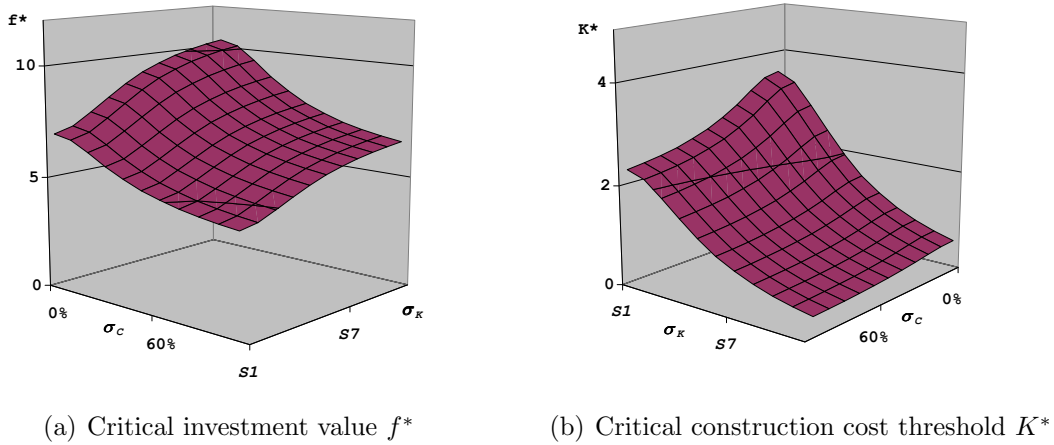 f*
10
5
0
0%
σC
60%
S1
S7
σK
K*
4
2
0
S1
σK
S7
60%
σC
0%
(a) Critical investment value f*
(b) Critical construction cost threshold K*